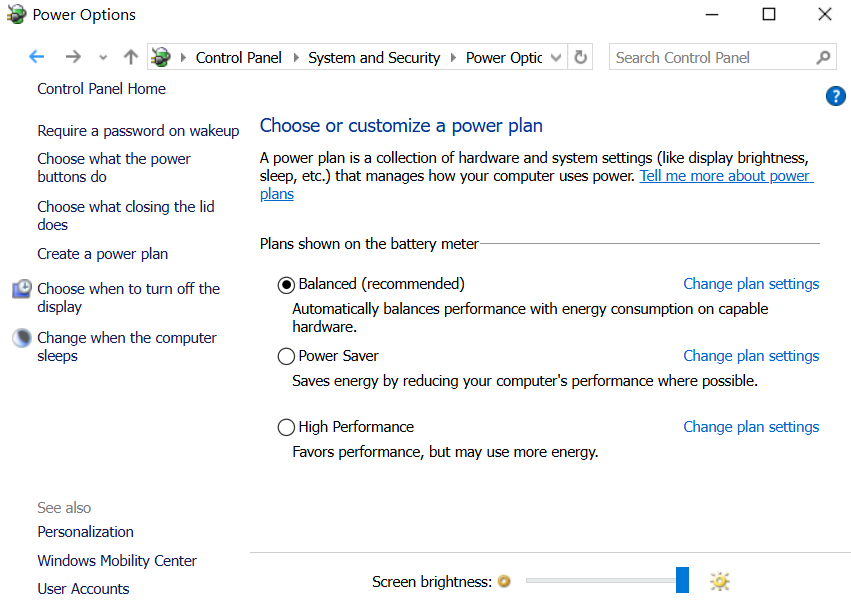 Power Options
Control Panel
System and Security
Power Optic
Search Control Panel
Control Panel Home
Require a password on wakeup
Choose what the power
buttons do
Choose what closing the lid
does
Create a power plan
Choose when to turn off the
display
Change when the computer
sleeps
See also
Personalization
Windows Mobility Center
User Accounts
?
Choose or customize a power plan
A power plan is a collection of hardware and system settings (like display brightness,
sleep, etc.) that manages how your computer uses power. Tell me more about power
plans
Plans shown on the battery meter
Balanced (recommended) Change plan settings
Automatically balances performance with energy consumption on capable
hardware.
Power Saver Change plan settings
Saves energy by reducing your computer's performance where possible.
High Performance Change plan settings
Favors performance, but may use more energy.
Screen brightness: